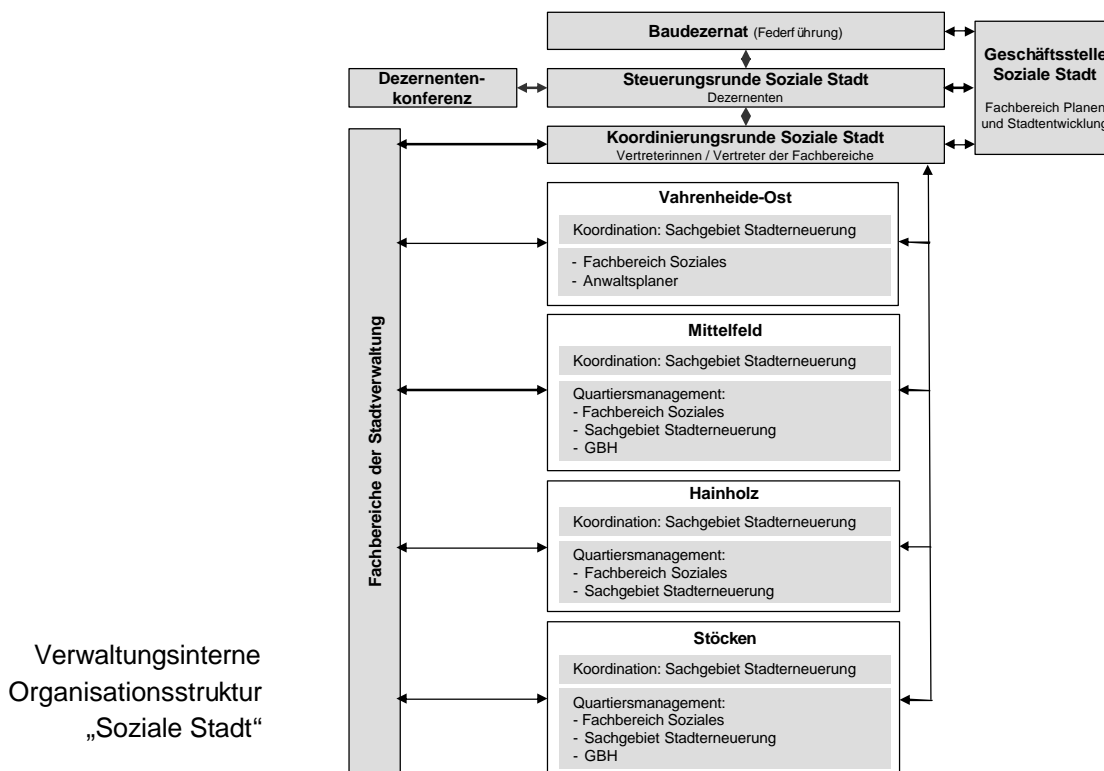 Baudezernat (Federführung)
Geschäftsstelle
Soziale Stadt
Fachbereich Planen
und Stadtentwicklung
Dezernenten-
konferenz
Steuerungsrunde Soziale Stadt
Dezernenten
Koordinierungsrunde Soziale Stadt
Vertreterinnen / Vertreter der Fachbereiche
Fachbereiche der Stadtverwaltung
Vahrenheide-Ost
Koordination: Sachgebiet Stadterneuerung
- Fachbereich Soziales
- Anwaltsplaner
Mittelfeld
Koordination: Sachgebiet Stadterneuerung
Quartiersmanagement:
- Fachbereich Soziales
- Sachgebiet Stadterneuerung
- GBH
Hainholz
Koordination: Sachgebiet Stadterneuerung
Quartiersmanagement:
- Fachbereich Soziales
- Sachgebiet Stadterneuerung
Stöcken
Koordination: Sachgebiet Stadterneuerung
Quartiersmanagement:
- Fachbereich Soziales
- Sachgebiet Stadterneuerung
- GBH
Verwaltungsinterne
Organisationsstruktur
„Soziale Stadt“